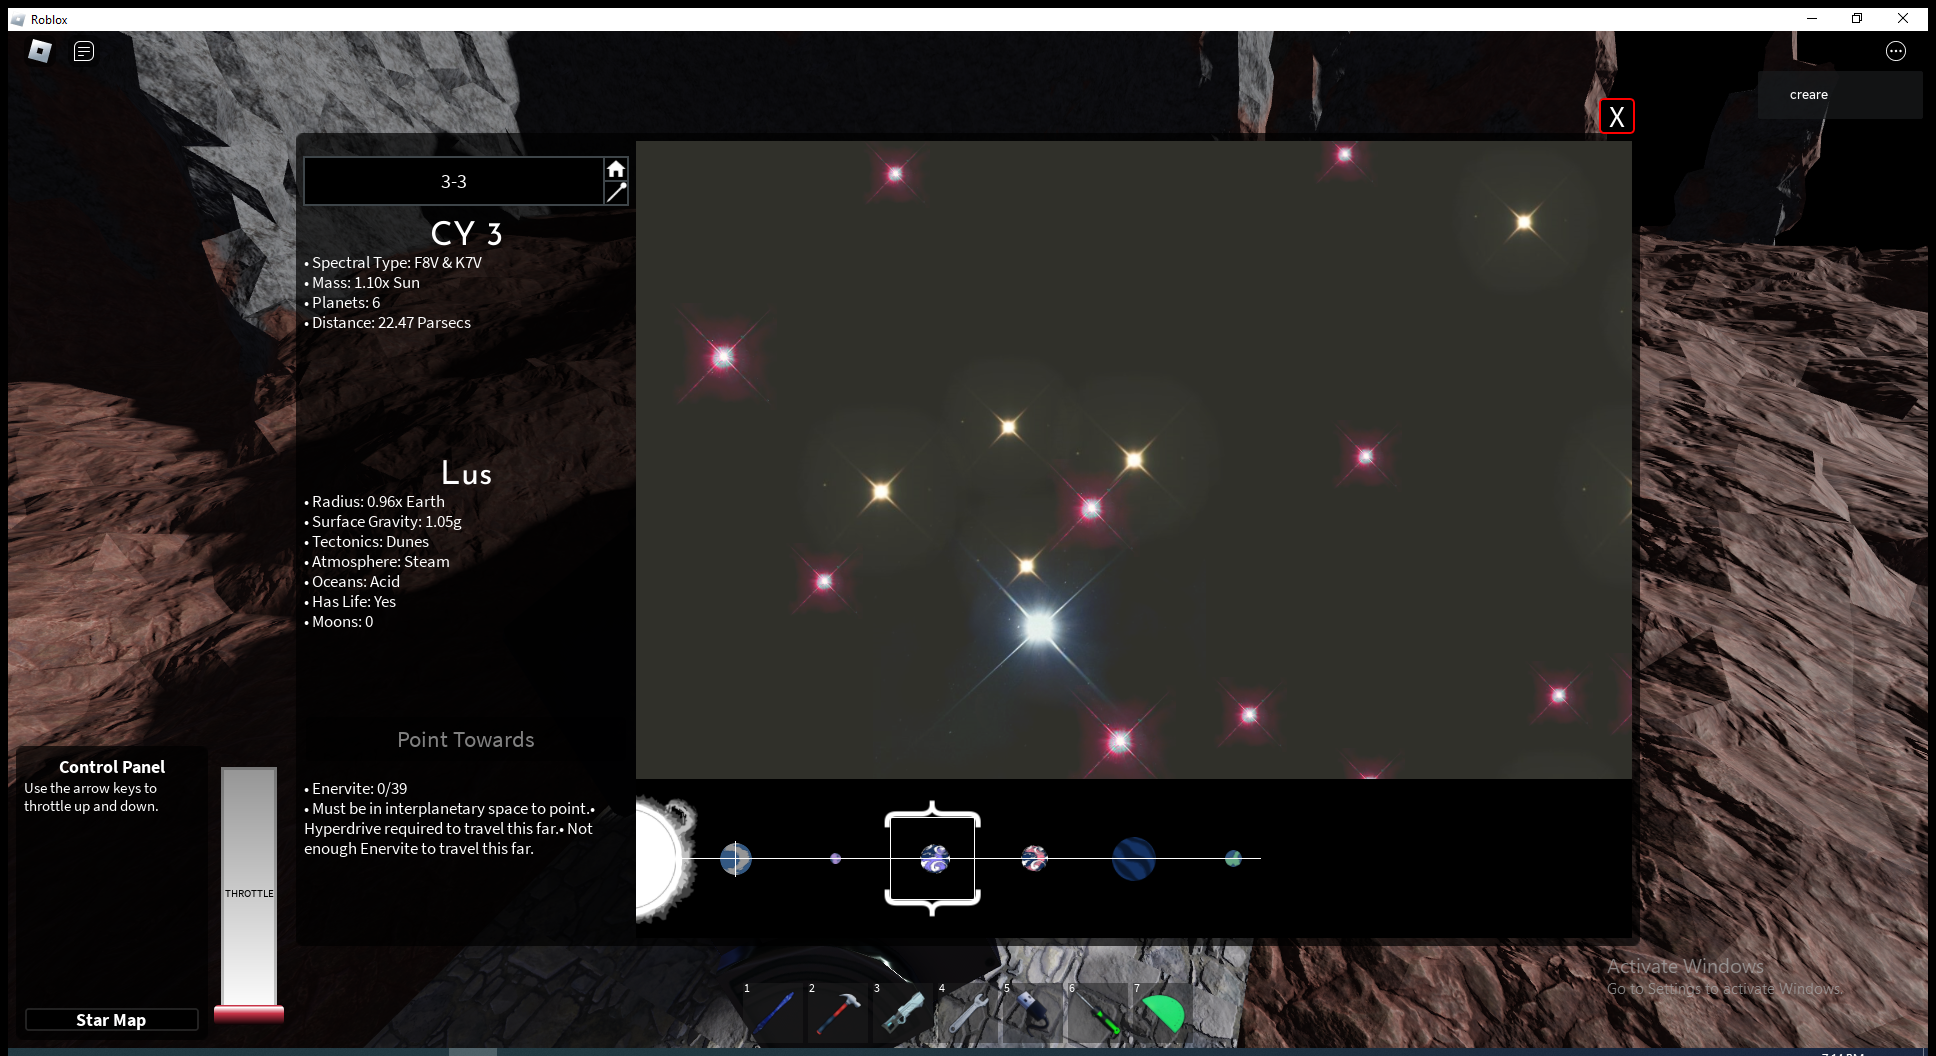 Roblox
creare
X
3-3
CY 3
• Spectral Type: F8V & K7V
• Mass: 1.10x Sun
• Planets: 6
• Distance: 22.47 Parsecs
Lus
• Radius: 0.96x Earth
• Surface Gravity: 1.05g
• Tectonics: Dunes
• Atmosphere: Steam
• Oceans: Acid
• Has Life: Yes
• Moons: 0
Point Towards
• Enervite: 0/39
• Must be in interplanetary space to point.•
Hyperdrive required to travel this far.• Not
enough Enervite to travel this far.
Control Panel
Use the arrow keys to
throttle up and down.
THROTTLE
Star Map
1 2 3 4 5 6 7
Activate Windows
Go to Settings to activate Windows.